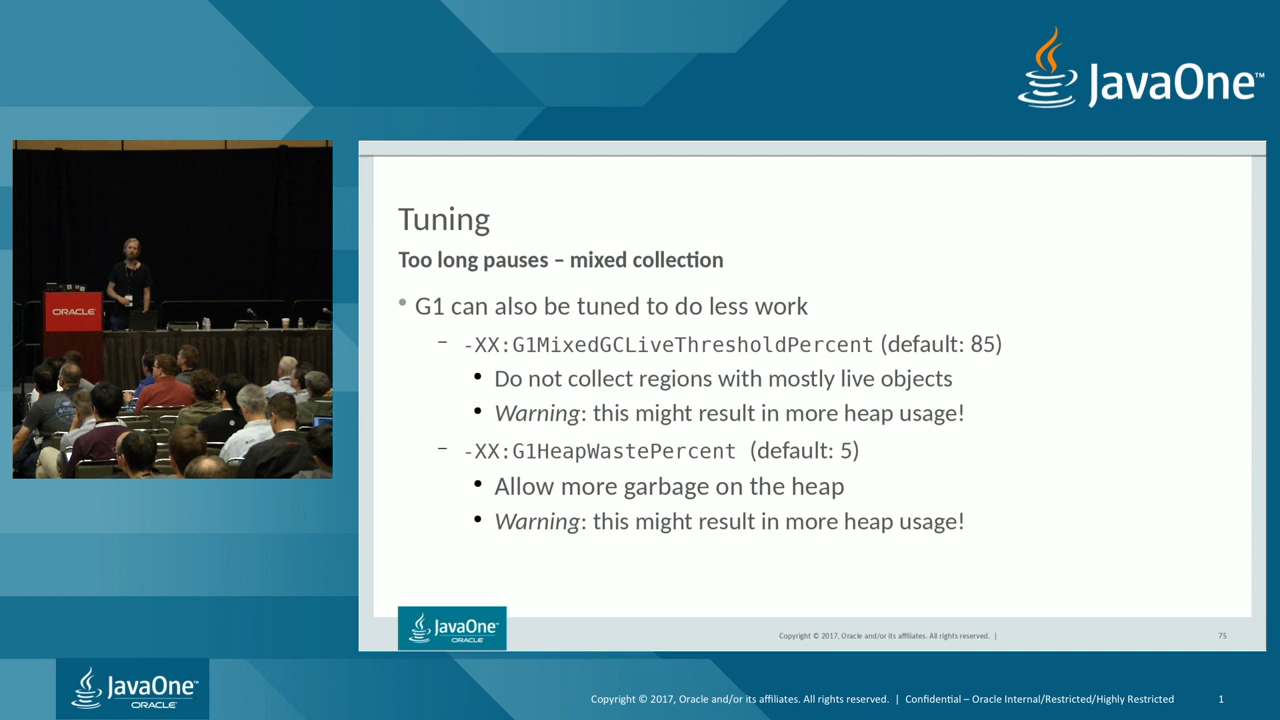 JavaOne™
ORACLE
Tuning
Too long pauses – mixed collection
• G1 can also be tuned to do less work
– -XX:G1MixedGCLiveThresholdPercent (default: 85)
• Do not collect regions with mostly live objects
• Warning: this might result in more heap usage!
– -XX:G1HeapWastePercent (default: 5)
• Allow more garbage on the heap
• Warning: this might result in more heap usage!
JavaOne™
ORACLE
Copyright © 2017, Oracle and/or its affiliates. All rights reserved. |
75
JavaOne™
ORACLE
Copyright © 2017, Oracle and/or its affiliates. All rights reserved. | Confidential – Oracle Internal/Restricted/Highly Restricted
1